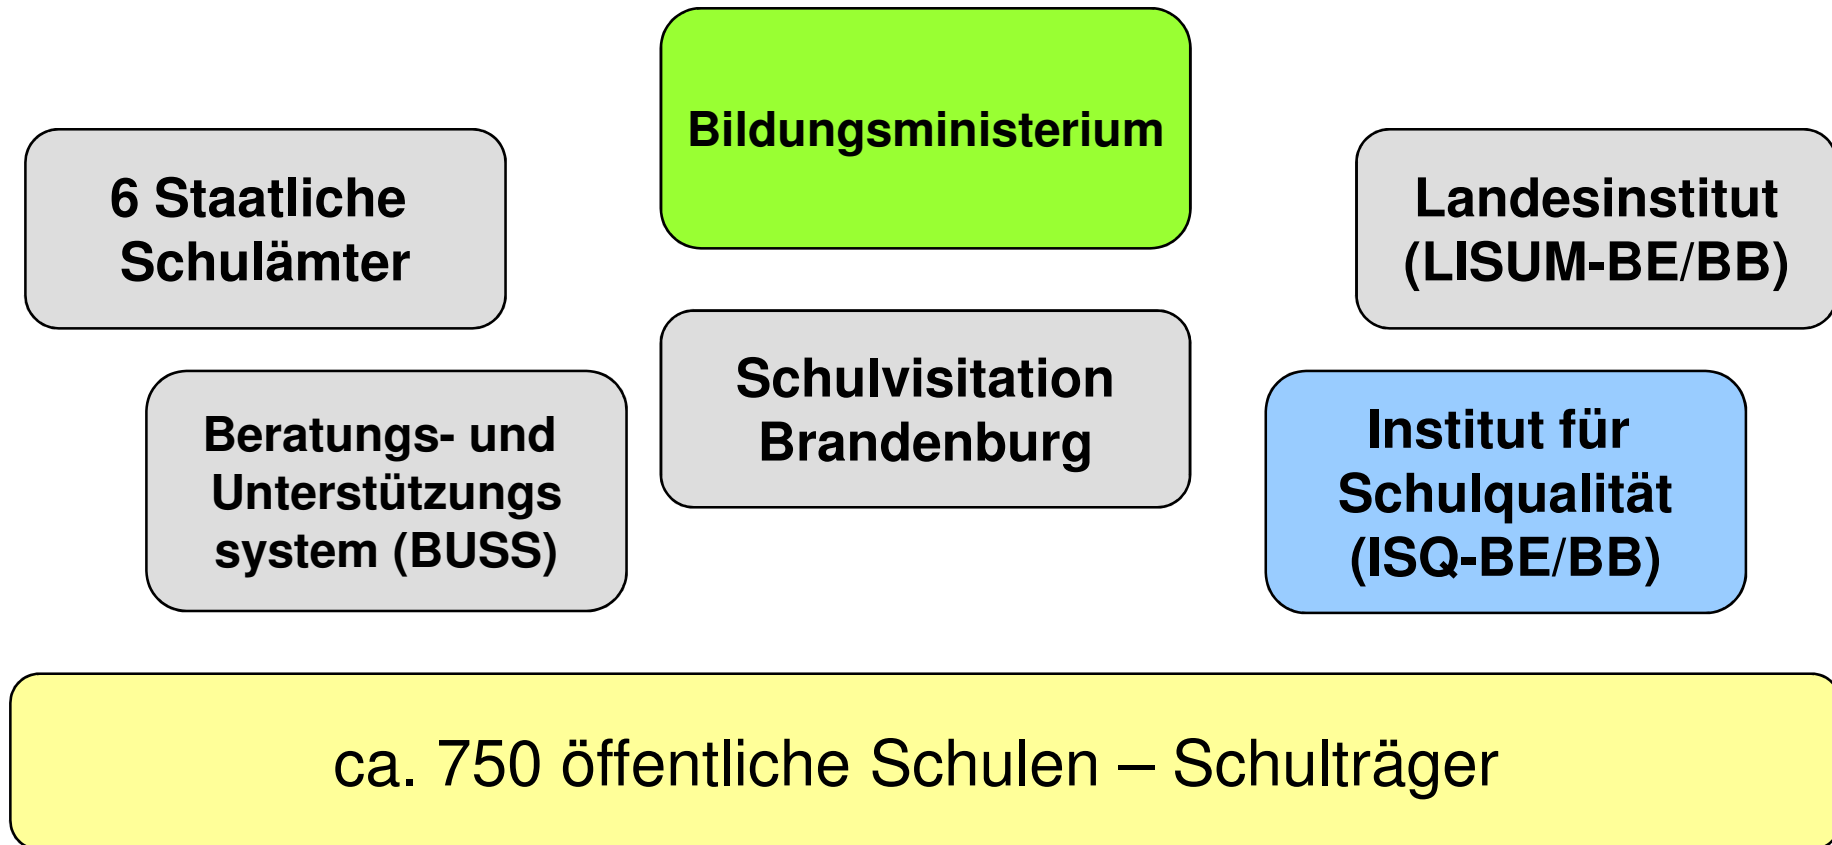 Bildungsministerium
6 Staatliche
Schulämter
Landesinstitut
(LISUM-BE/BB)
Schulvisitation
Brandenburg
Beratungs- und
Unterstützungs
system (BUSS)
Institut für
Schulqualität
(ISQ-BE/BB)
ca. 750 öffentliche Schulen – Schulträger